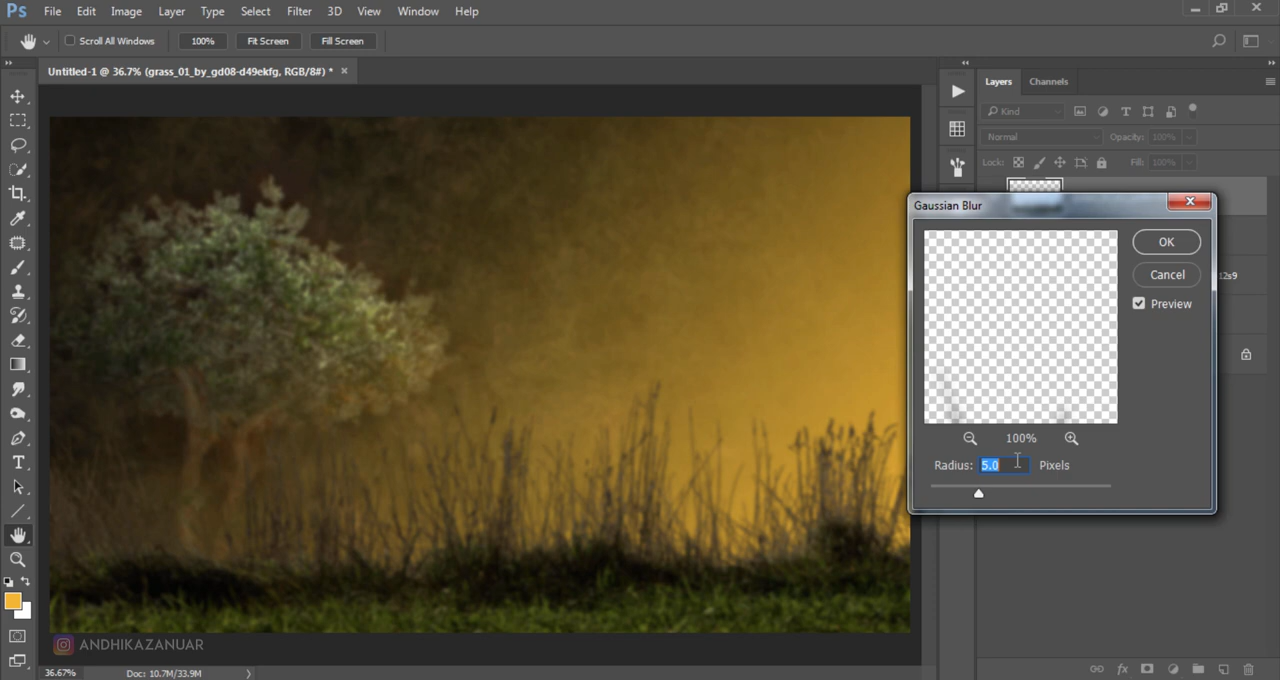 Ps File Edit Image Layer Type Select Filter 3D View Window Help
Scroll All Windows 100% Fit Screen Fill Screen
Untitled-1 @ 36.7% (grass_01_by_gd08-d49ekfg, RGB/8#) * ×
Layers Channels
Kind
Normal Opacity: 100%
Lock: Fill: 100%
Gaussian Blur
OK
Cancel
12s9
Preview
100%
Radius: 5.0 Pixels
ANDHIKAZANUAR
36.67% Doc: 10.7M/33.9M